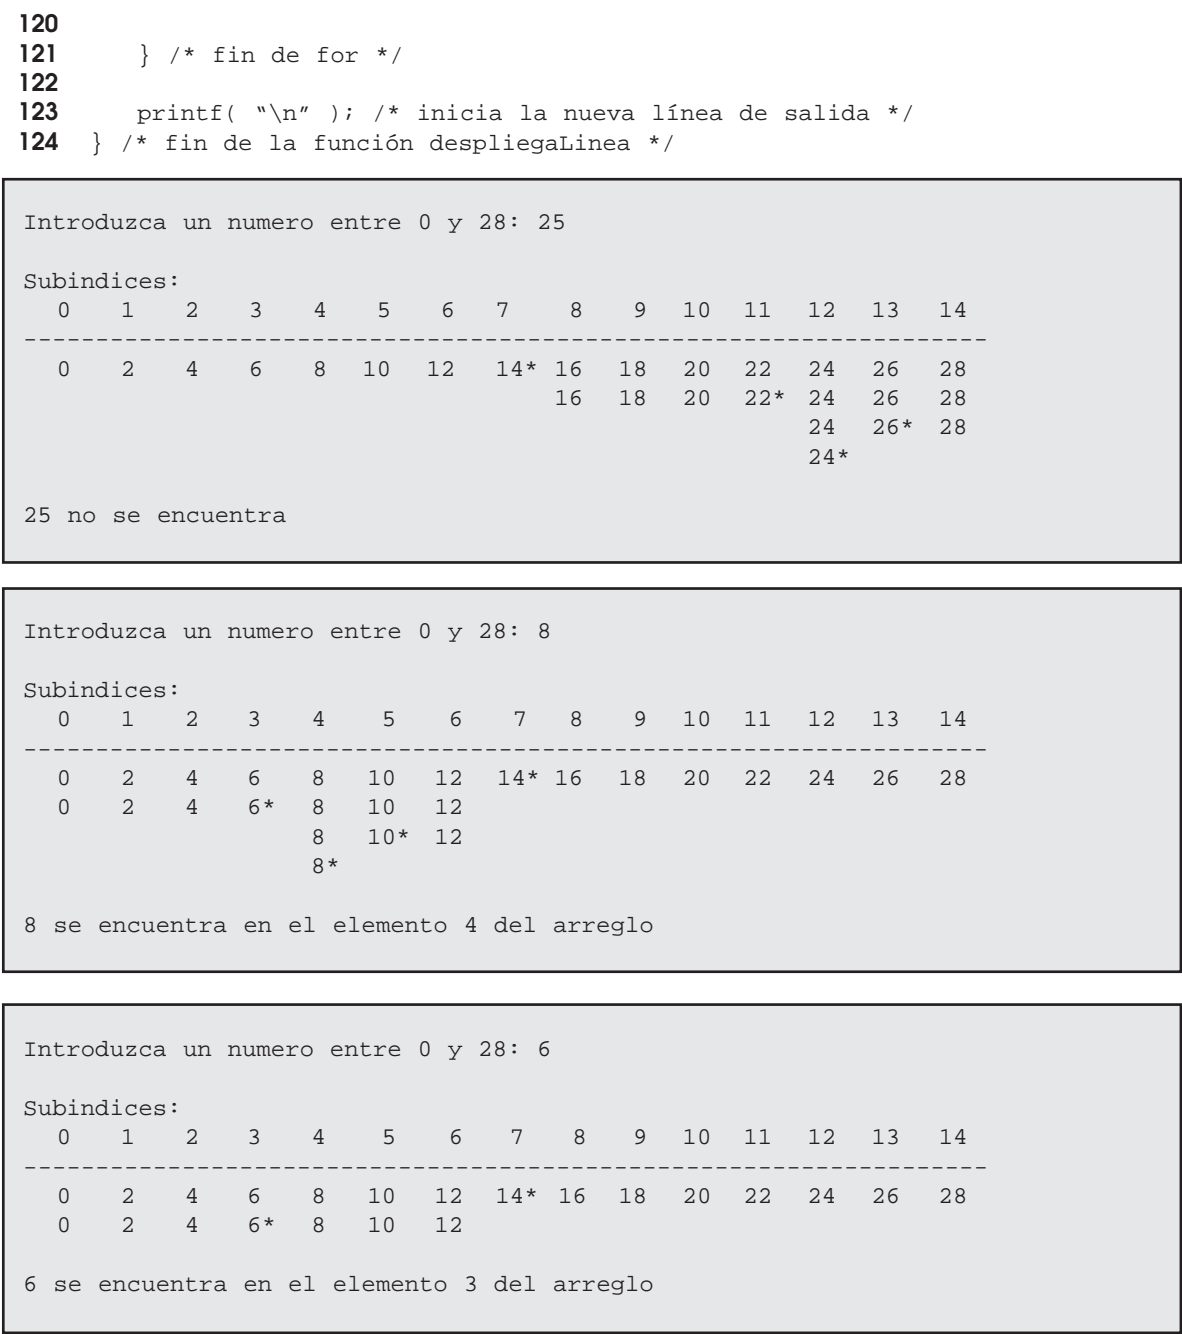 120
121 } /* fin de for */
122
123 printf( “\n” ); /* inicia la nueva línea de salida */
124 } /* fin de la función despliegaLinea */
Introduzca un numero entre 0 y 28: 25
Subindices:
0 1 2 3 4 5 6 7 8 9 10 11 12 13 14
-------------------------------------------------------------------
0 2 4 6 8 10 12 14* 16 18 20 22 24 26 28
16 18 20 22* 24 26 28
24 26* 28
24*
25 no se encuentra
Introduzca un numero entre 0 y 28: 8
Subindices:
0 1 2 3 4 5 6 7 8 9 10 11 12 13 14
-------------------------------------------------------------------
0 2 4 6 8 10 12 14* 16 18 20 22 24 26 28
0 2 4 6* 8 10 12
8 10* 12
8*
8 se encuentra en el elemento 4 del arreglo
Introduzca un numero entre 0 y 28: 6
Subindices:
0 1 2 3 4 5 6 7 8 9 10 11 12 13 14
-------------------------------------------------------------------
0 2 4 6 8 10 12 14* 16 18 20 22 24 26 28
0 2 4 6* 8 10 12
6 se encuentra en el elemento 3 del arreglo